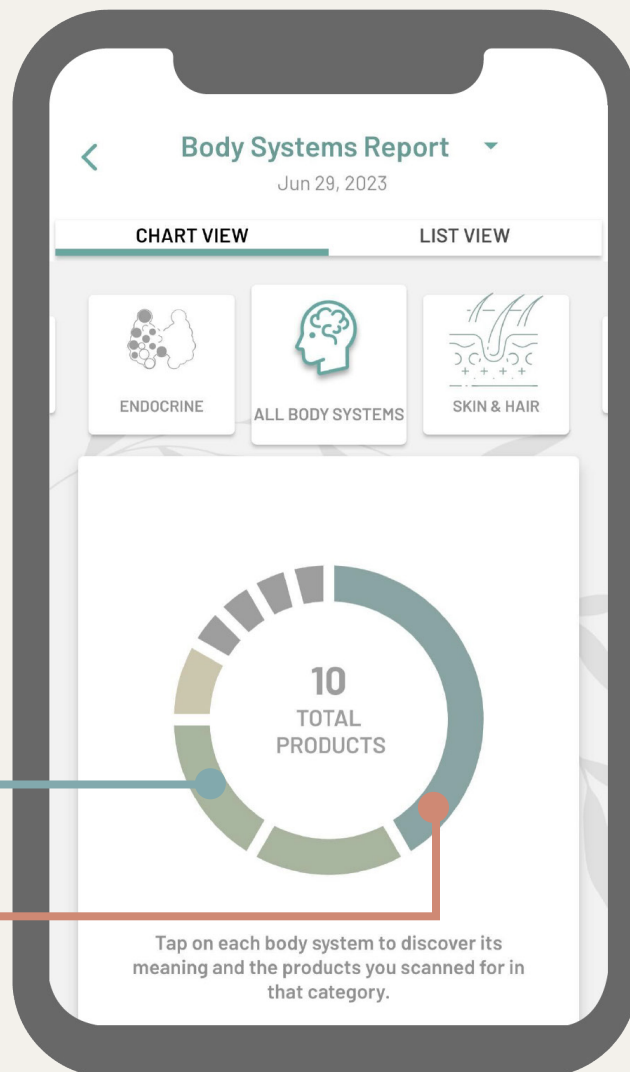 Body Systems Report
Jun 29, 2023
CHART VIEW
LIST VIEW
ENDOCRINE
ALL BODY SYSTEMS
SKIN & HAIR
10
TOTAL
PRODUCTS
Tap on each body system to discover its
meaning and the products you scanned for in
that category.